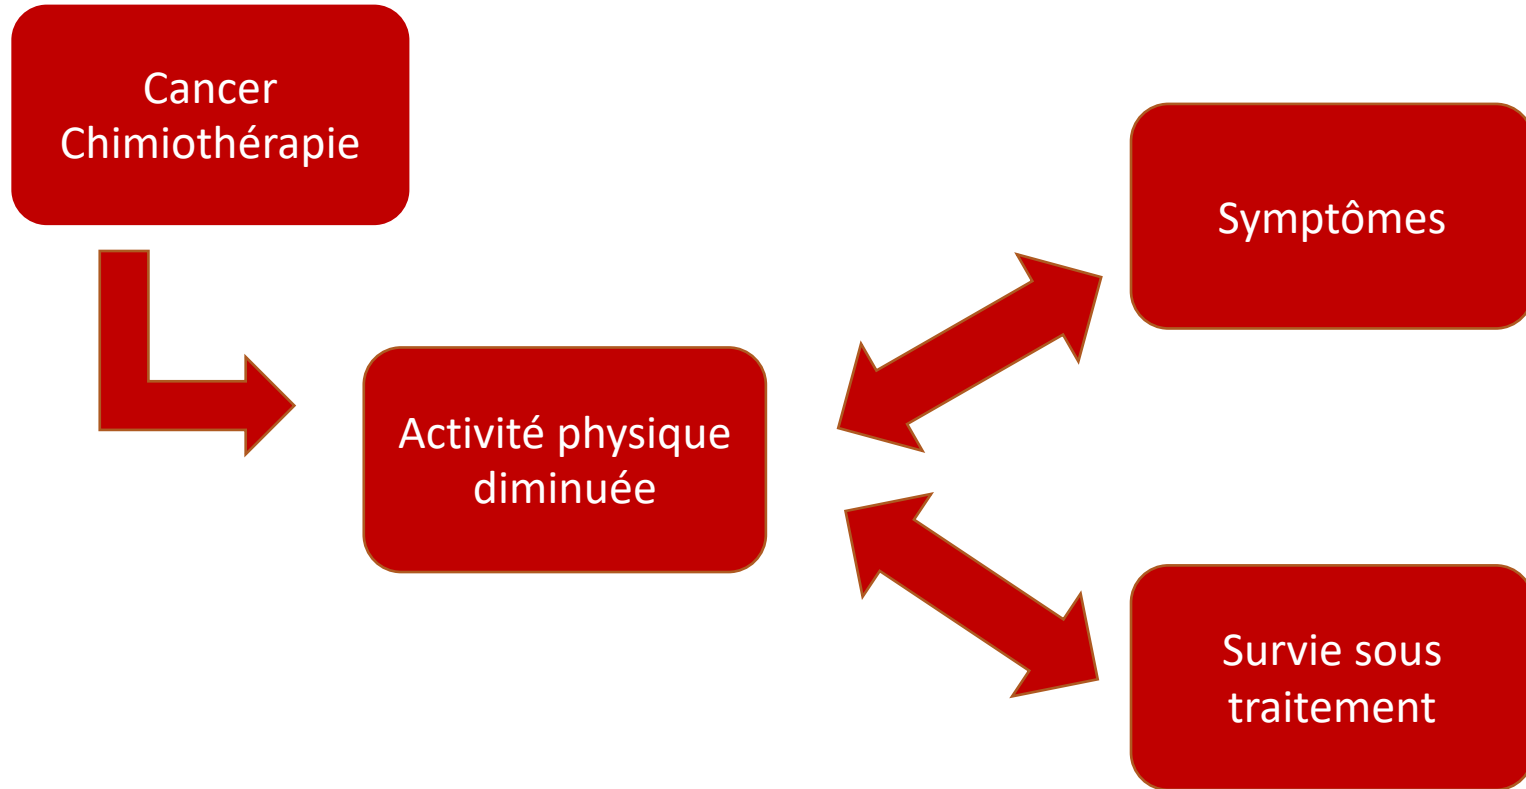 Cancer
Chimiothérapie
Symptômes
Activité physique
diminuée
Survie sous
traitement